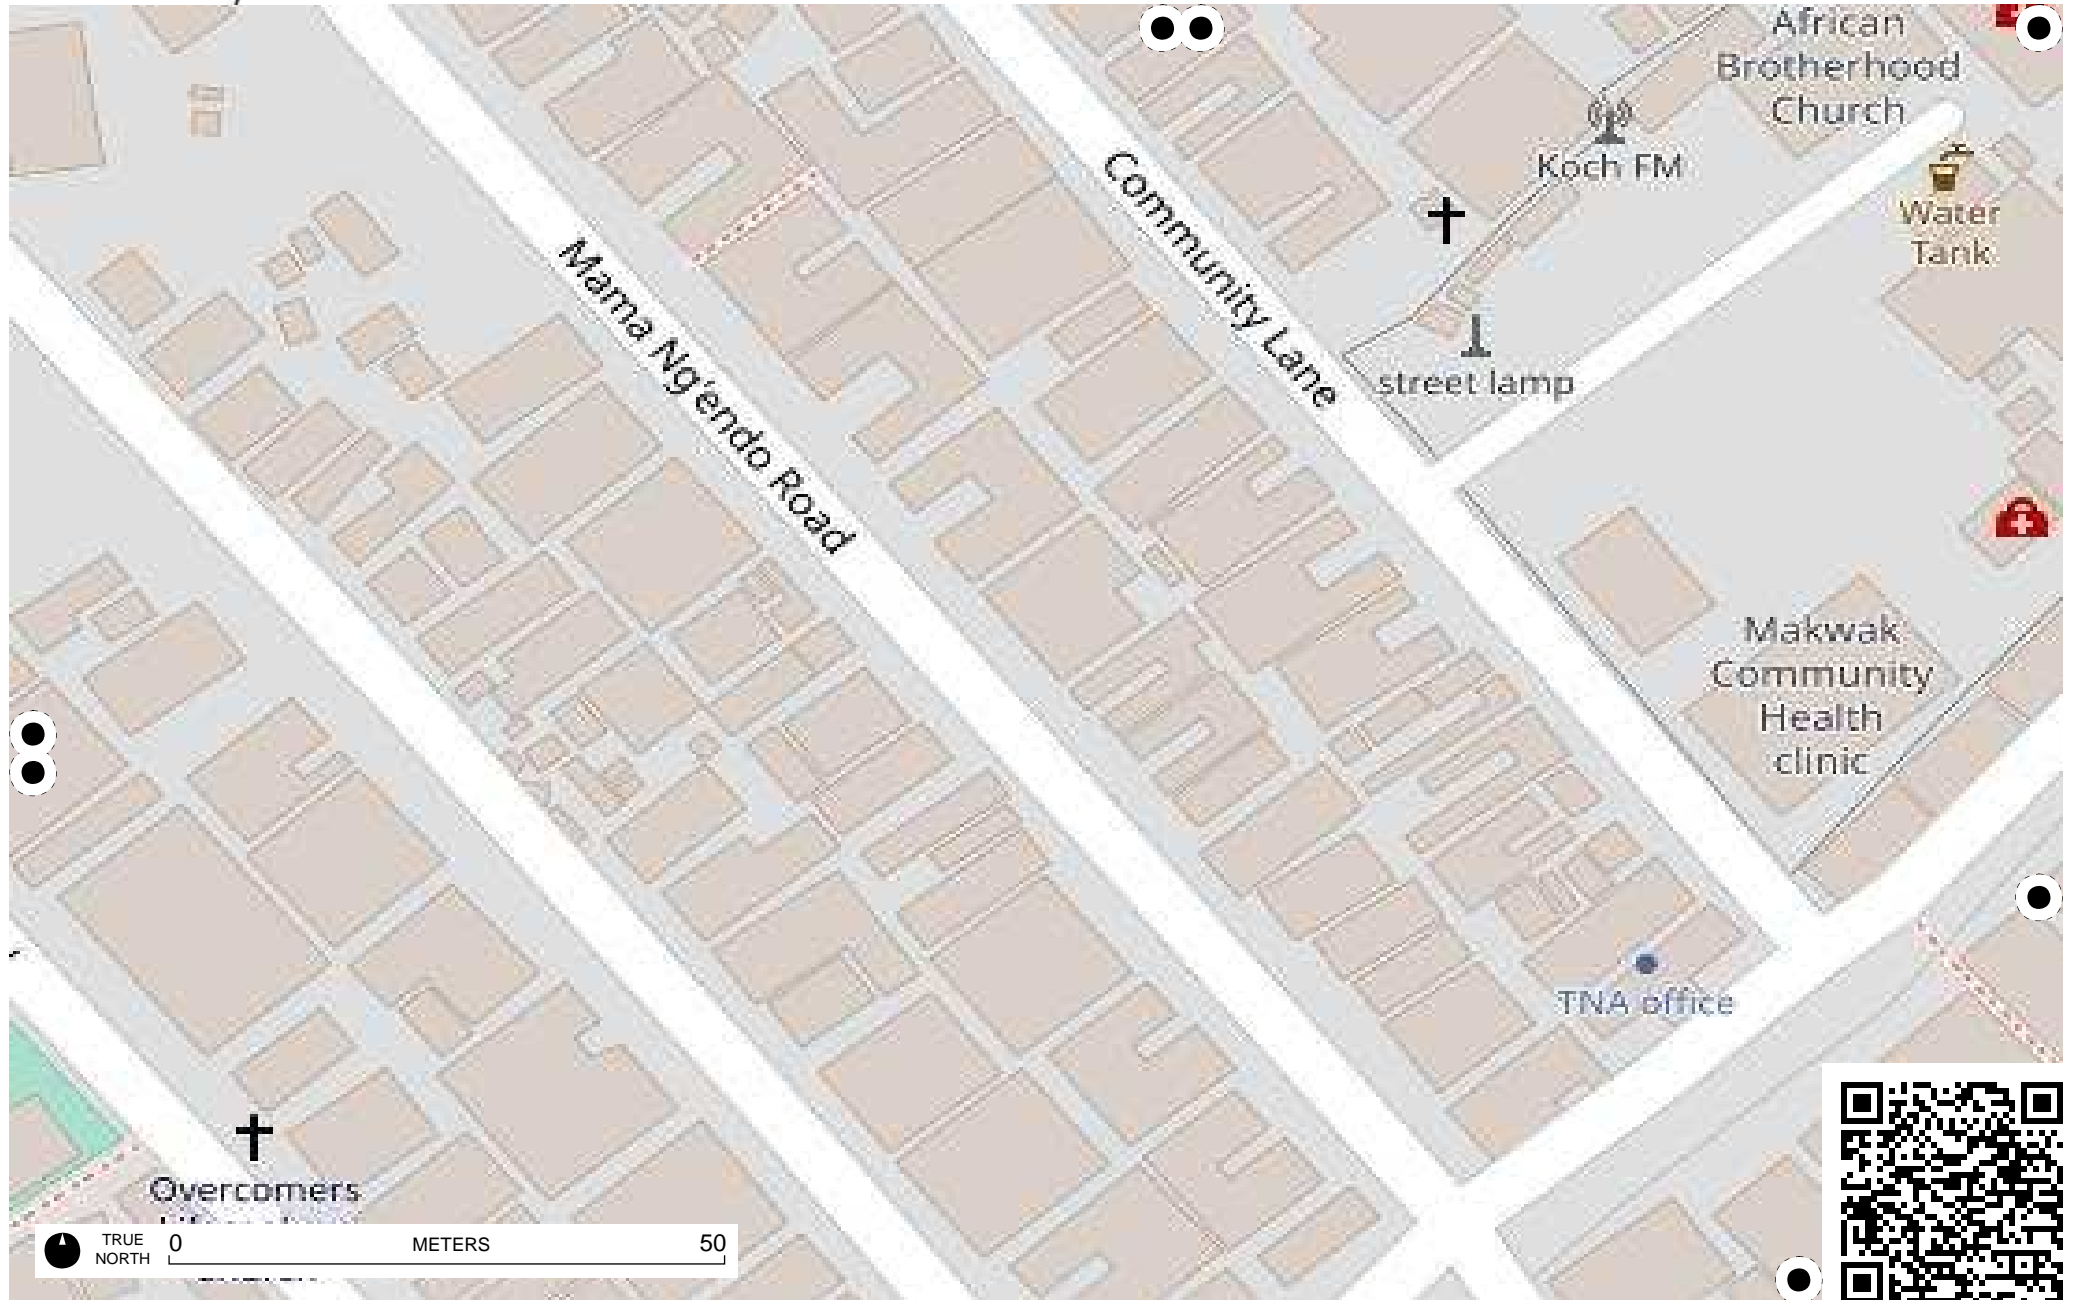 African
Brotherhood
Church
Koch FM
Water
Tank
Community Lane
street lamp
Mama Ng'endo Road
Makwak
Community
Health
clinic
TNA office
Overcomers
TRUE
NORTH
0
METERS
50